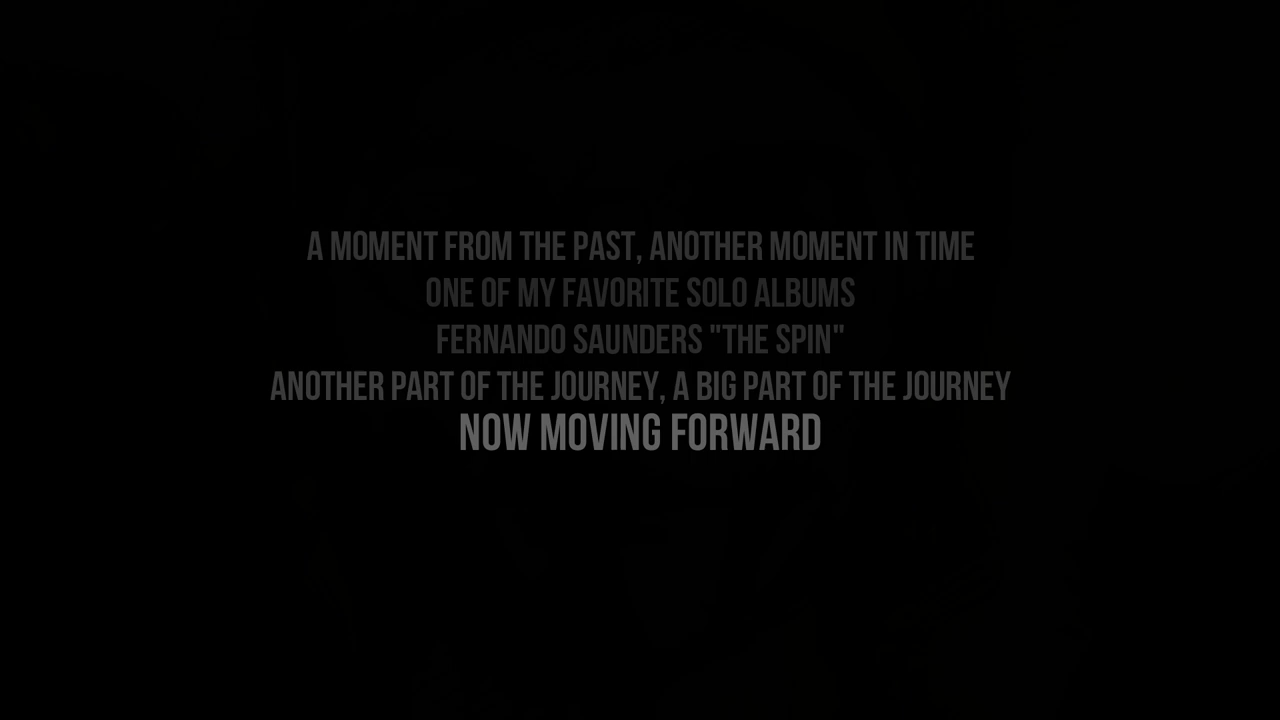 A MOMENT FROM THE PAST, ANOTHER MOMENT IN TIME
ONE OF MY FAVORITE SOLO ALBUMS
FERNANDO SAUNDERS "THE SPIN"
ANOTHER PART OF THE JOURNEY, A BIG PART OF THE JOURNEY
NOW MOVING FORWARD